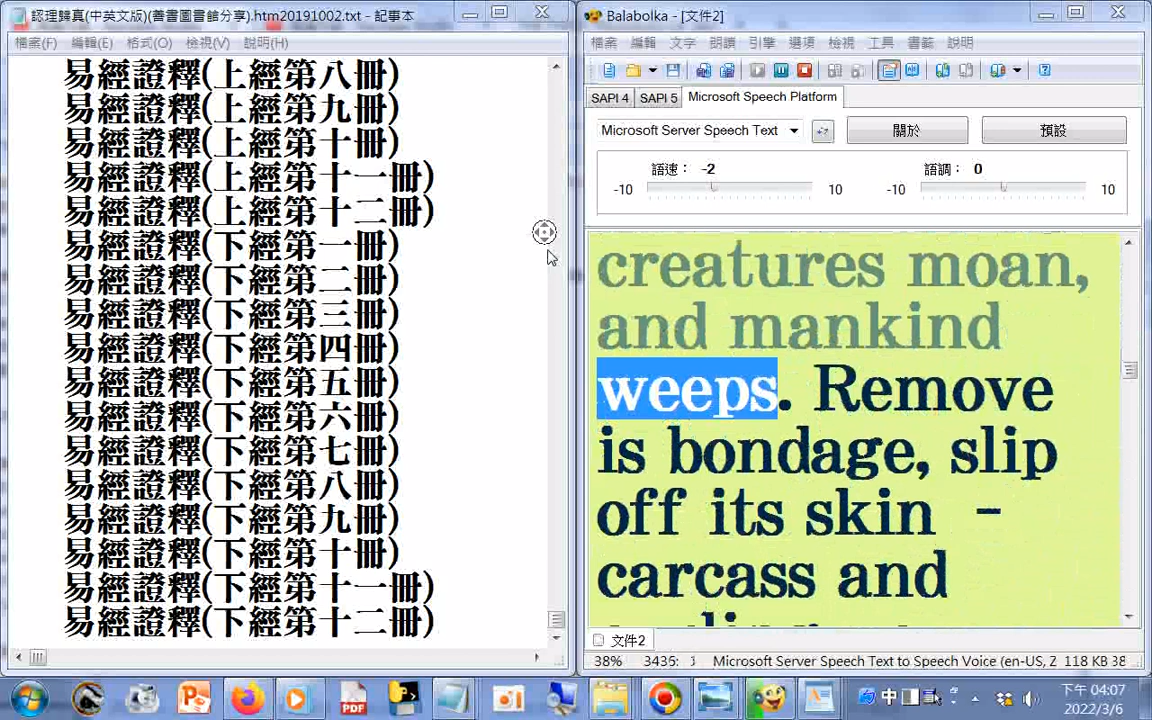 認理歸真(中英文版)(善書圖書館分享).htm20191002.txt - 記事本
檔案(F) 編輯(E) 格式(O) 檢視(V) 說明(H)
易經證釋(上經第八冊)
易經證釋(上經第九冊)
易經證釋(上經第十冊)
易經證釋(上經第十一冊)
易經證釋(上經第十二冊)
易經證釋(下經第一冊)
易經證釋(下經第二冊)
易經證釋(下經第三冊)
易經證釋(下經第四冊)
易經證釋(下經第五冊)
易經證釋(下經第六冊)
易經證釋(下經第七冊)
易經證釋(下經第八冊)
易經證釋(下經第九冊)
易經證釋(下經第十冊)
易經證釋(下經第十一冊)
易經證釋(下經第十二冊)
Balabolka - [文件2]
檔案 編輯 文字 朗讀 引擎 選項 檢視 工具 書籤 說明
SAPI 4 SAPI 5 Microsoft Speech Platform
Microsoft Server Speech Text 關於 預設
語速： -2 語調： 0
-10 10 -10 10
creatures moan,
and mankind
weeps. Remove
is bondage, slip
off its skin -
carcass and
文件2
38% 3435: Microsoft Server Speech Text to Speech Voice (en-US, Z 118 KB 38
PDF
中
下午 04:07
2022/3/6